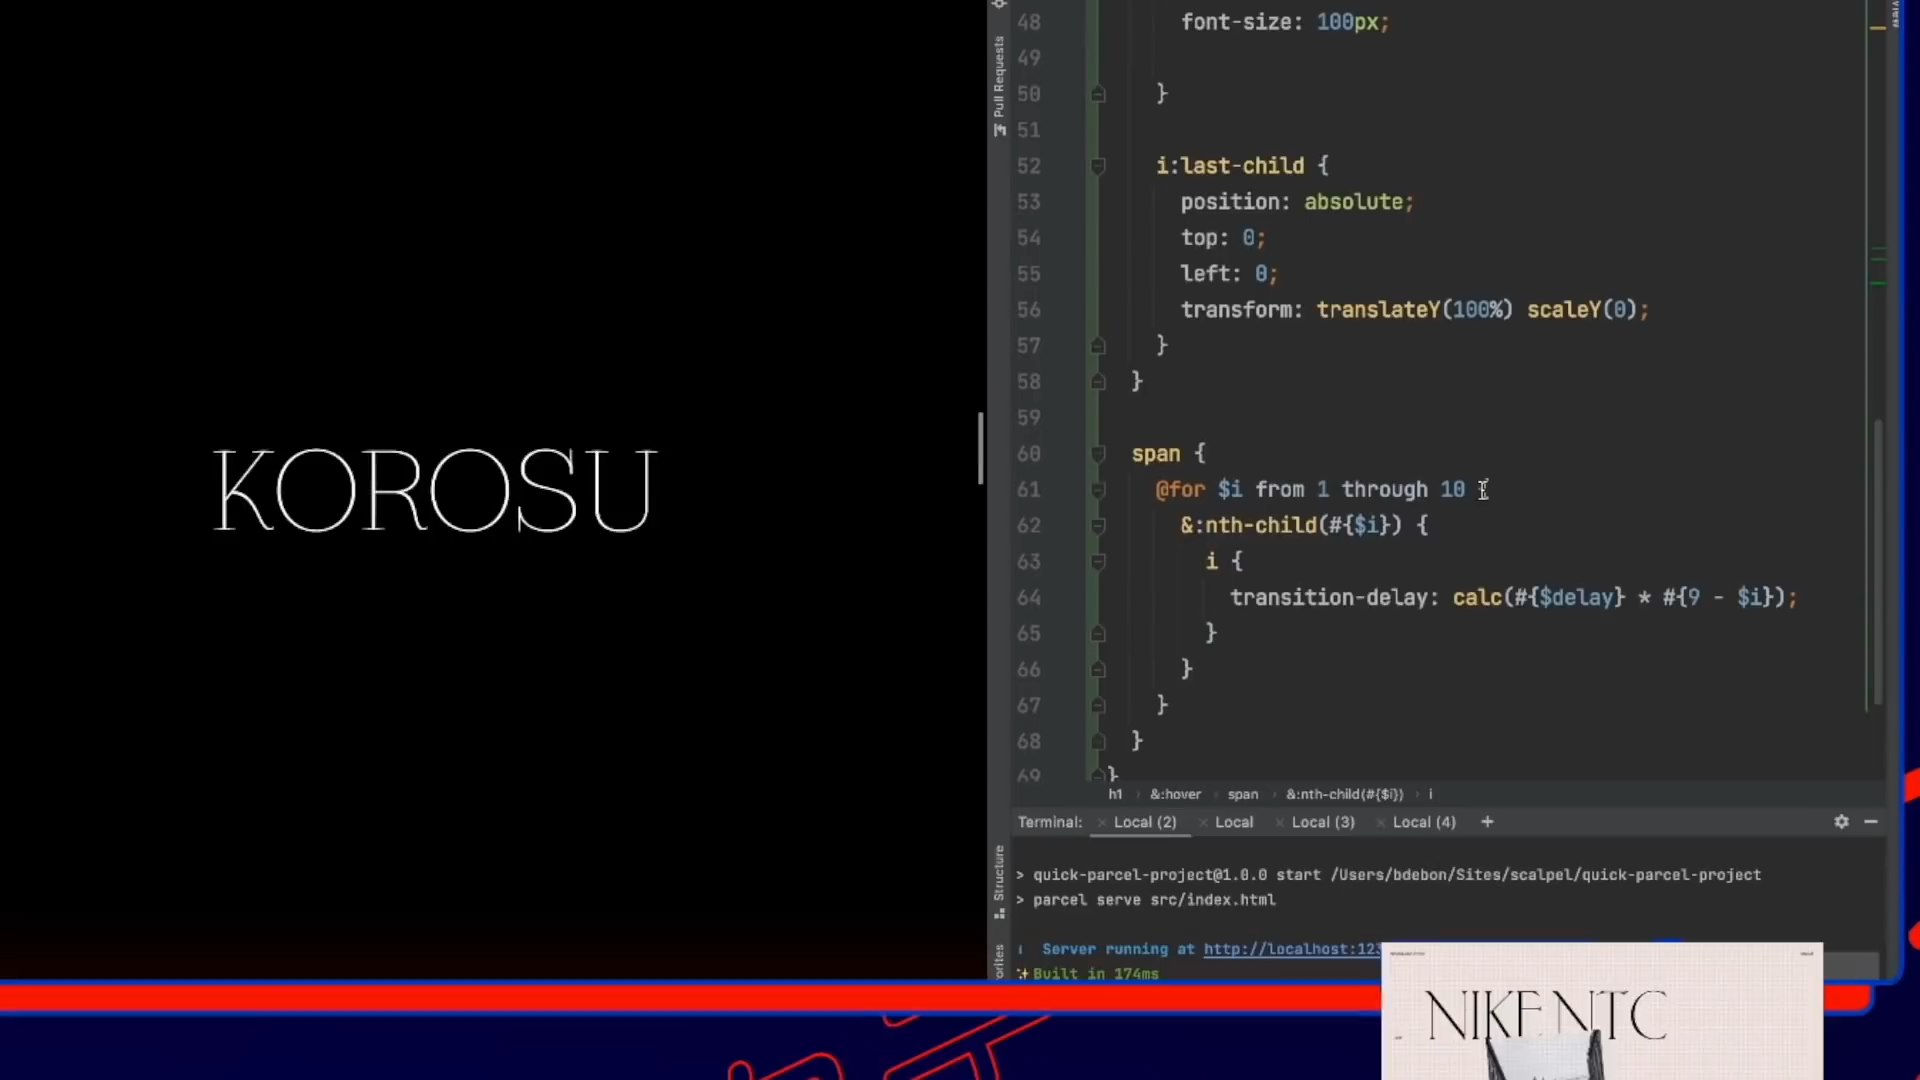 KOROSU
Pull Requests
48 font-size: 100px;
49
50 }
51
52 i:last-child {
53 position: absolute;
54 top: 0;
55 left: 0;
56 transform: translateY(100%) scaleY(0);
57 }
58 }
59
60 span {
61 @for $i from 1 through 10
62 &:nth-child(#{$i}) {
63 i {
64 transition-delay: calc(#{$delay} * #{9 - $i});
65 }
66 }
67 }
68 }
69 }
h1 &:hover span &:nth-child(#{$i}) i
Terminal: Local (2) Local Local (3) Local (4) +
Structure
> quick-parcel-project@1.0.0 start /Users/bdebon/Sites/scalpel/quick-parcel-project
> parcel serve src/index.html
Server running at http://localhost:123
✨Built in 174ms
NIKE NTC